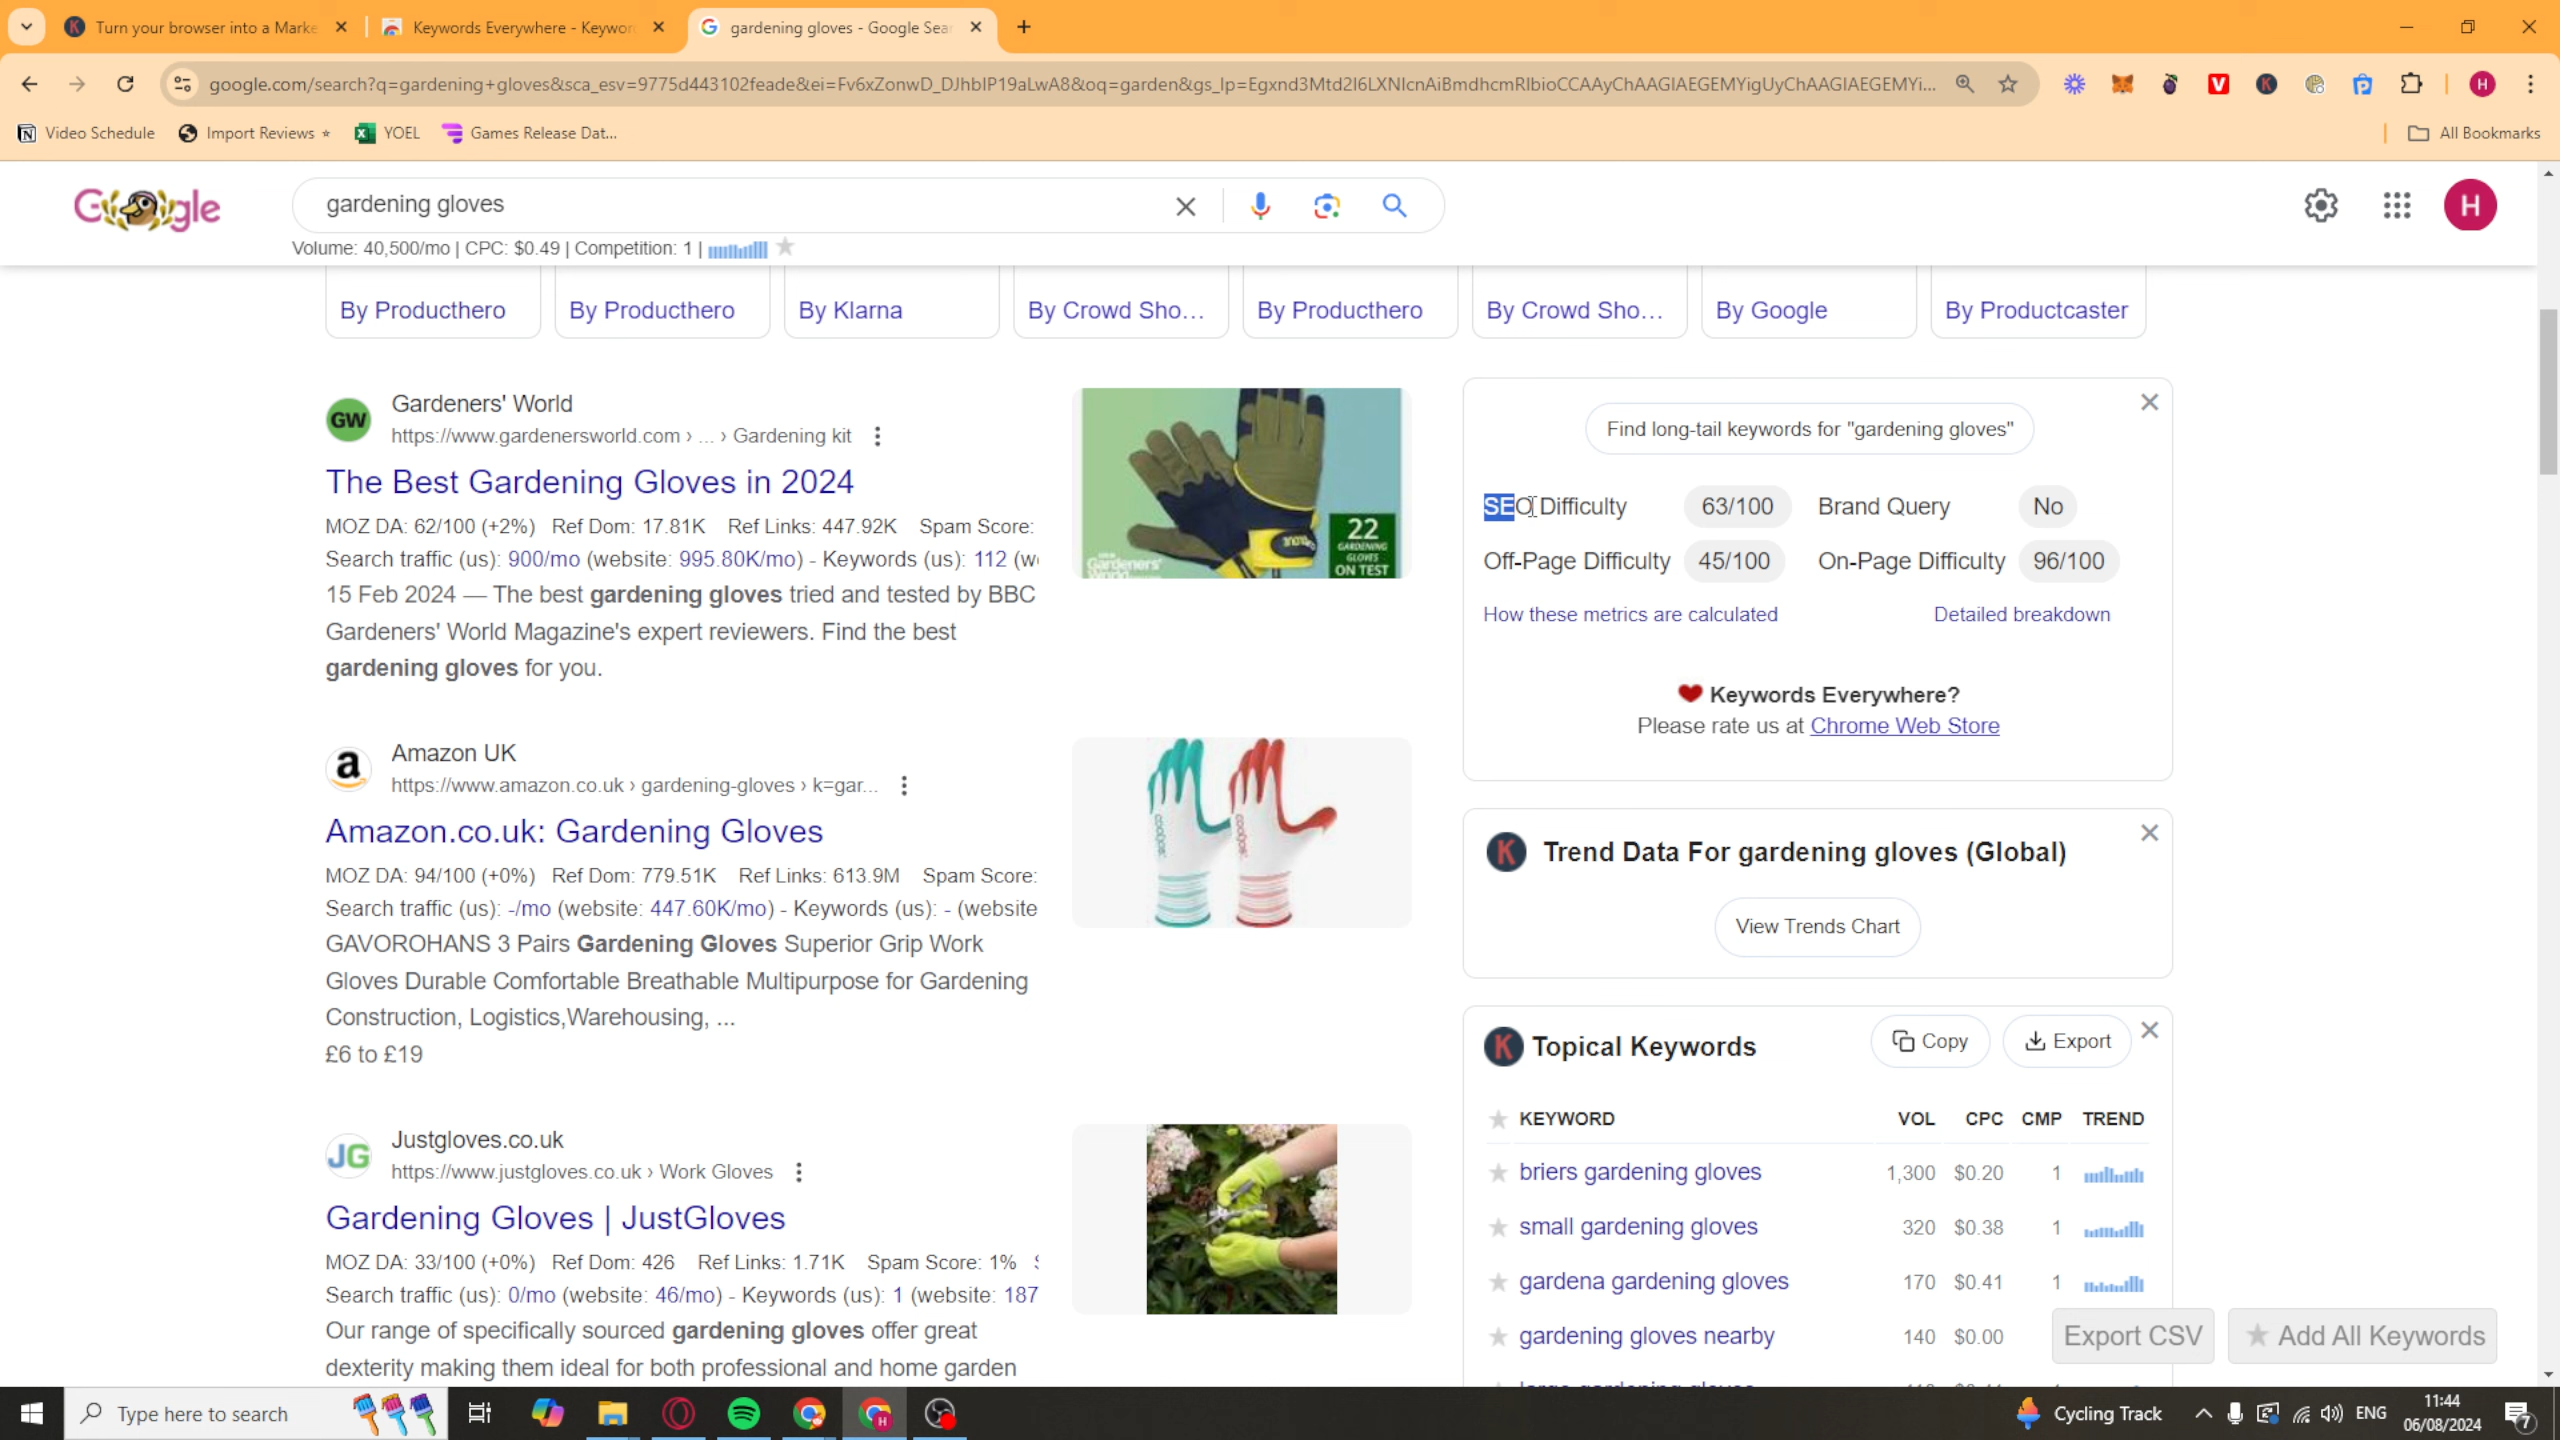 Turn your browser into a Marke
Keywords Everywhere - Keywor
gardening gloves - Google Sear
google.com/search?q=gardening+gloves&sca_esv=9775d443102feade&ei=Fv6xZonwD_DJhbIP19aLwA8&oq=garden&gs_lp=Egxnd3Mtd2l6LXNlcnAiBmdhcmRlbioCCAAyChAAGIAEGEMYigUyChAAGIAEGEMYi...
Video Schedule
Import Reviews
YOEL
Games Release Dat...
All Bookmarks
gardening gloves
H
Volume: 40,500/mo | CPC: $0.49 | Competition: 1 |
By Producthero
By Producthero
By Klarna
By Crowd Sho...
By Producthero
By Crowd Sho...
By Google
By Productcaster
GW
Gardeners' World
https://www.gardenersworld.com › ... › Gardening kit
The Best Gardening Gloves in 2024
MOZ DA: 62/100 (+2%) Ref Dom: 17.81K Ref Links: 447.92K Spam Score:
Search traffic (us): 900/mo (website: 995.80K/mo) - Keywords (us): 112 (w
15 Feb 2024 — The best gardening gloves tried and tested by BBC
Gardeners' World Magazine's expert reviewers. Find the best
gardening gloves for you.
Gardeners'
World
22
GARDENING
GLOVES
ON TEST
Amazon UK
https://www.amazon.co.uk › gardening-gloves › k=gar...
Amazon.co.uk: Gardening Gloves
MOZ DA: 94/100 (+0%) Ref Dom: 779.51K Ref Links: 613.9M Spam Score:
Search traffic (us): -/mo (website: 447.60K/mo) - Keywords (us): - (website
GAVOROHANS 3 Pairs Gardening Gloves Superior Grip Work
Gloves Durable Comfortable Breathable Multipurpose for Gardening
Construction, Logistics,Warehousing, ...
£6 to £19
JG
Justgloves.co.uk
https://www.justgloves.co.uk › Work Gloves
Gardening Gloves | JustGloves
MOZ DA: 33/100 (+0%) Ref Dom: 426 Ref Links: 1.71K Spam Score: 1%
Search traffic (us): 0/mo (website: 46/mo) - Keywords (us): 1 (website: 187
Our range of specifically sourced gardening gloves offer great
dexterity making them ideal for both professional and home garden
Find long-tail keywords for "gardening gloves"
SEO Difficulty 63/100 Brand Query No
Off-Page Difficulty 45/100 On-Page Difficulty 96/100
How these metrics are calculated
Detailed breakdown
Keywords Everywhere?
Please rate us at Chrome Web Store
Trend Data For gardening gloves (Global)
View Trends Chart
Topical Keywords
Copy
Export
KEYWORD VOL CPC CMP TREND
briers gardening gloves 1,300 $0.20 1
small gardening gloves 320 $0.38 1
gardena gardening gloves 170 $0.41 1
gardening gloves nearby 140 $0.00
Export CSV
Add All Keywords
Type here to search
Cycling Track
ENG
11:44
06/08/2024
7